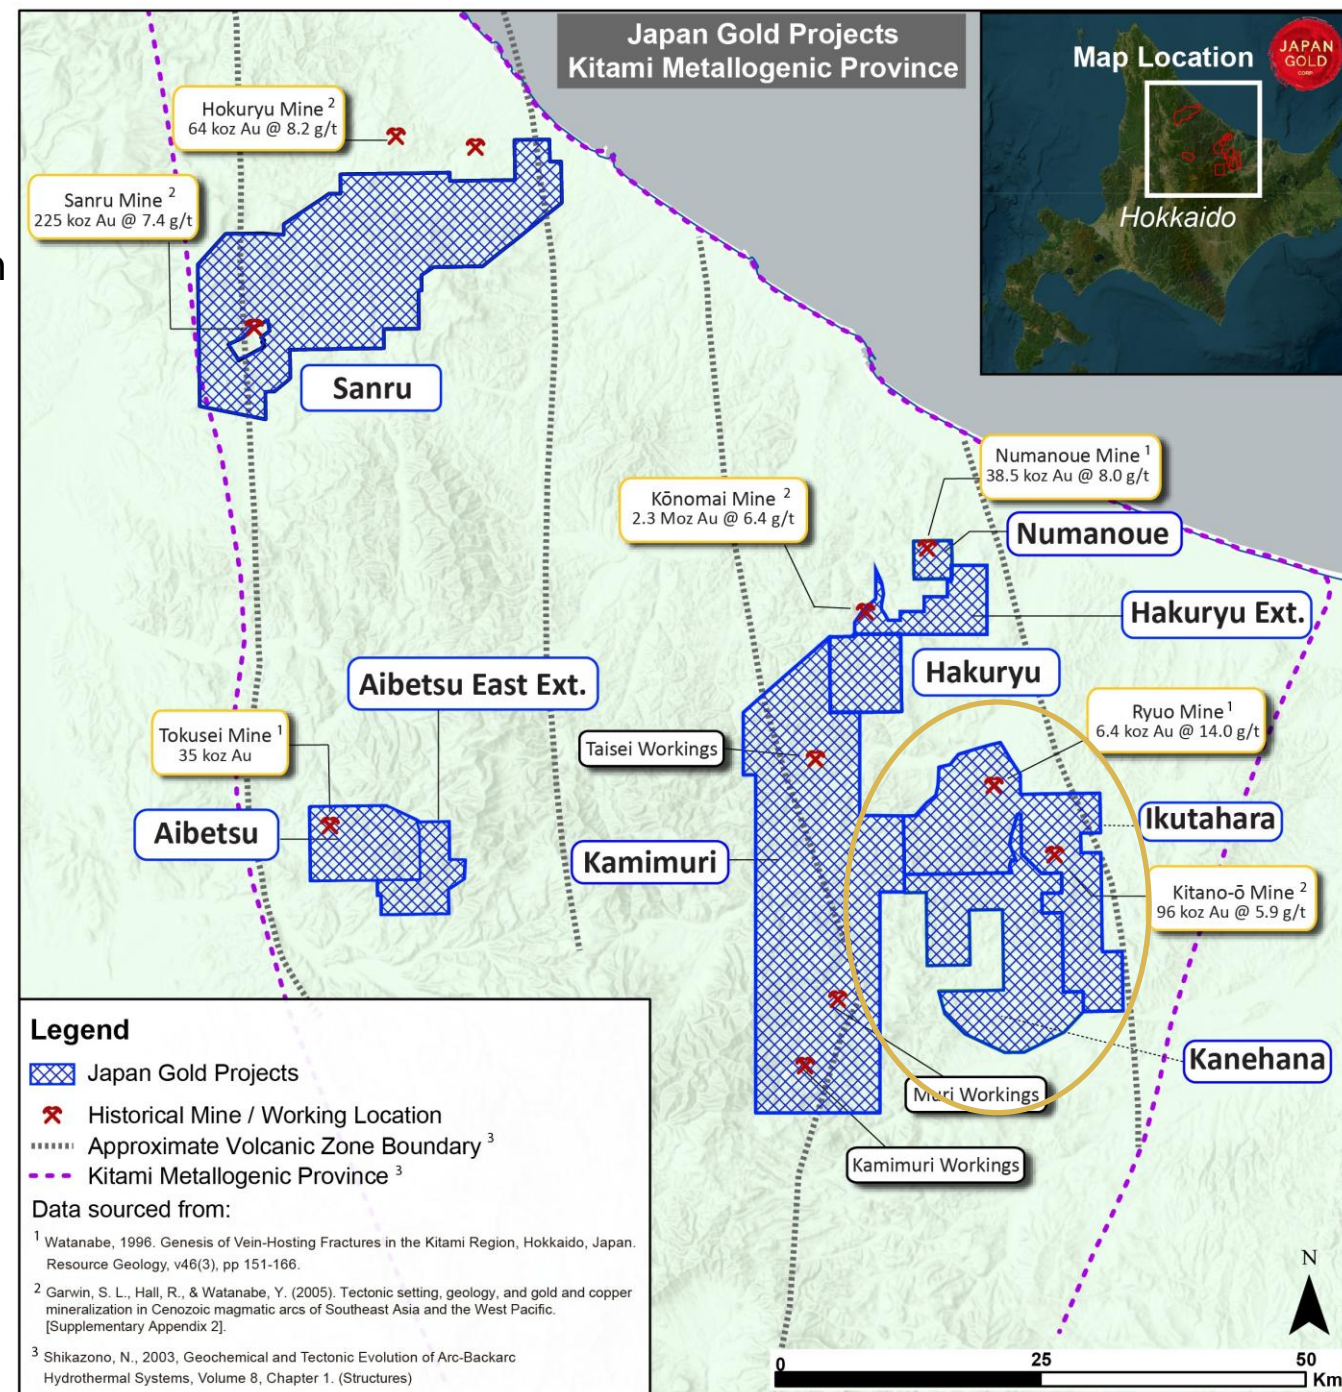 Japan Gold Projects
Kitami Metallogenic Province
Map Location
JAPAN
GOLD
CORP.
Hokkaido
Hokuryu Mine 2
64 koz Au @ 8.2 g/t
Sanru Mine 2
225 koz Au @ 7.4 g/t
n
Sanru
Numanoue Mine 1
38.5 koz Au @ 8.0 g/t
Kōnomai Mine 2
2.3 Moz Au @ 6.4 g/t
Numanoue
Hakuryu Ext.
Hakuryu
Aibetsu East Ext.
Ryuo Mine 1
6.4 koz Au @ 14.0 g/t
Tokusei Mine 1
35 koz Au
Taisei Workings
Aibetsu
Ikutahara
Kamimuri
Kitano-ō Mine 2
96 koz Au @ 5.9 g/t
Kanehana
Muri Workings
Kamimuri Workings
Legend
Japan Gold Projects
Historical Mine / Working Location
Approximate Volcanic Zone Boundary 3
Kitami Metallogenic Province 3
Data sourced from:
1 Watanabe, 1996. Genesis of Vein-Hosting Fractures in the Kitami Region, Hokkaido, Japan.
Resource Geology, v46(3), pp 151-166.
2 Garwin, S. L., Hall, R., & Watanabe, Y. (2005). Tectonic setting, geology, and gold and copper
mineralization in Cenozoic magmatic arcs of Southeast Asia and the West Pacific.
[Supplementary Appendix 2].
3 Shikazono, N., 2003, Geochemical and Tectonic Evolution of Arc-Backarc
Hydrothermal Systems, Volume 8, Chapter 1. (Structures)
N
0 25 50
Km